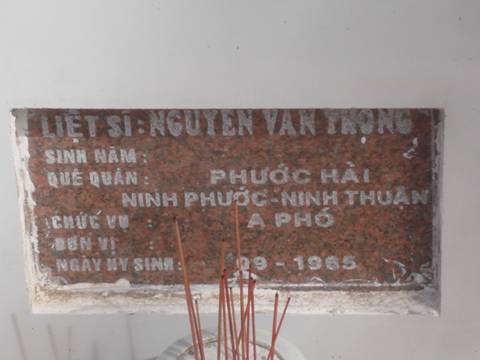 LIỆT SĨ: NGUYỄN VĂN TRỌNG
SINH NĂM :
QUÊ QUÁN : PHƯỚC HẢI
NINH PHƯỚC-NINH THUẬN
CHỨC VỤ : A PHÓ
ĐƠN VỊ :
NGÀY HY SINH : 09 - 1965